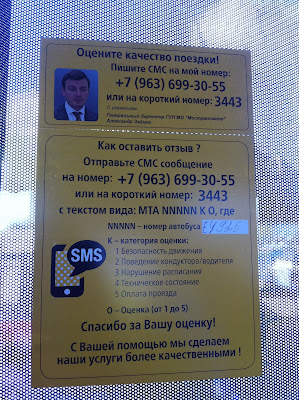 Оцените качество поездки!
Пишите СМС на мой номер:
+7 (963) 699-30-55
или на короткий номер: 3443
С уважением,
Генеральный директор ГУП МО "Мострансавто"
Александр Зайцев
Как оставить отзыв ?
Отправьте СМС сообщение
на номер: +7 (963) 699-30-55
или на короткий номер: 3443
с текстом вида: МТА NNNNN К О, где
NNNNN – номер автобуса
SMS
К – категория оценки:
1 Безопасность движения
2 Поведение кондуктора/водителя
3 Нарушение расписания
4 Техническое состояние
5 Оплата проезда
О – Оценка (от 1 до 5)
Спасибо за Вашу оценку!
С Вашей помощью мы сделаем
наши услуги более качественными !